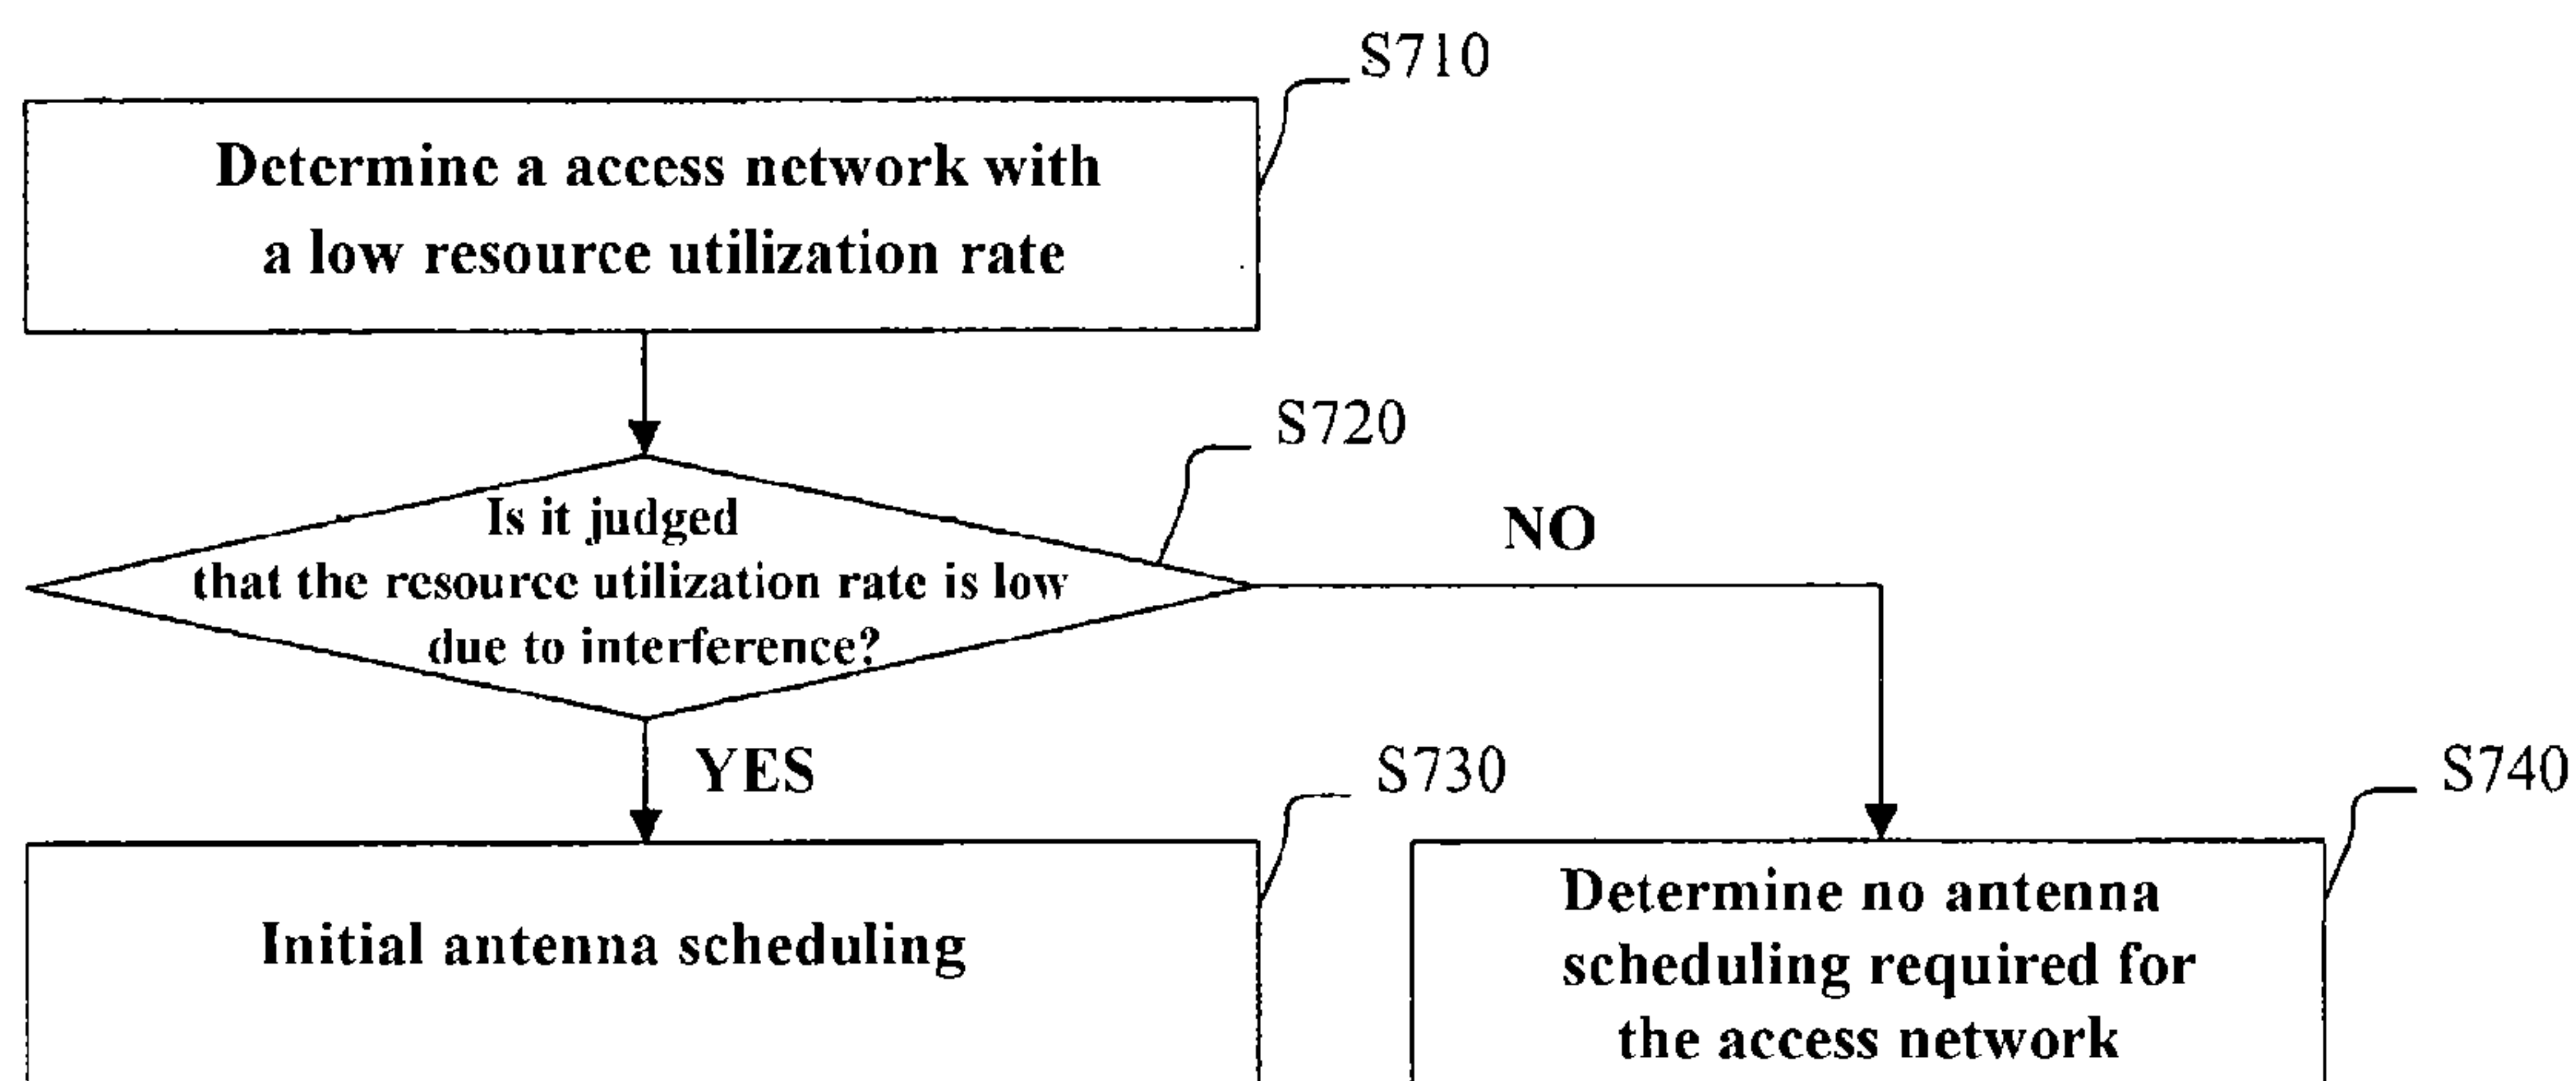 S710
Determine a access network with
a low resource utilization rate
S720
Is it judged
that the resource utilization rate is low
due to interference?
NO
YES
S730
S740
Initial antenna scheduling
Determine no antenna
scheduling required for
the access network